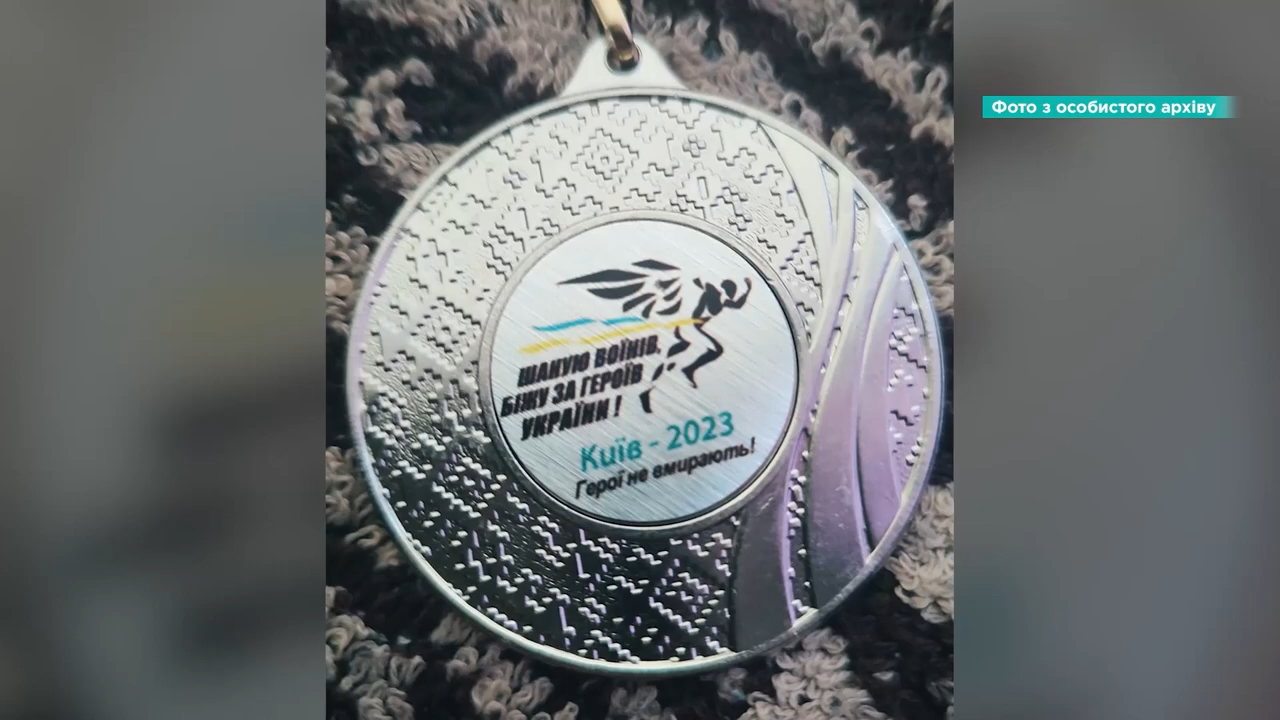 Фото з особистого архіву
ШАНУЮ ВОЇНІВ,
БІЖУ ЗА ГЕРОЇВ
УКРАЇНИ !
Київ - 2023
Герої не вмирають!